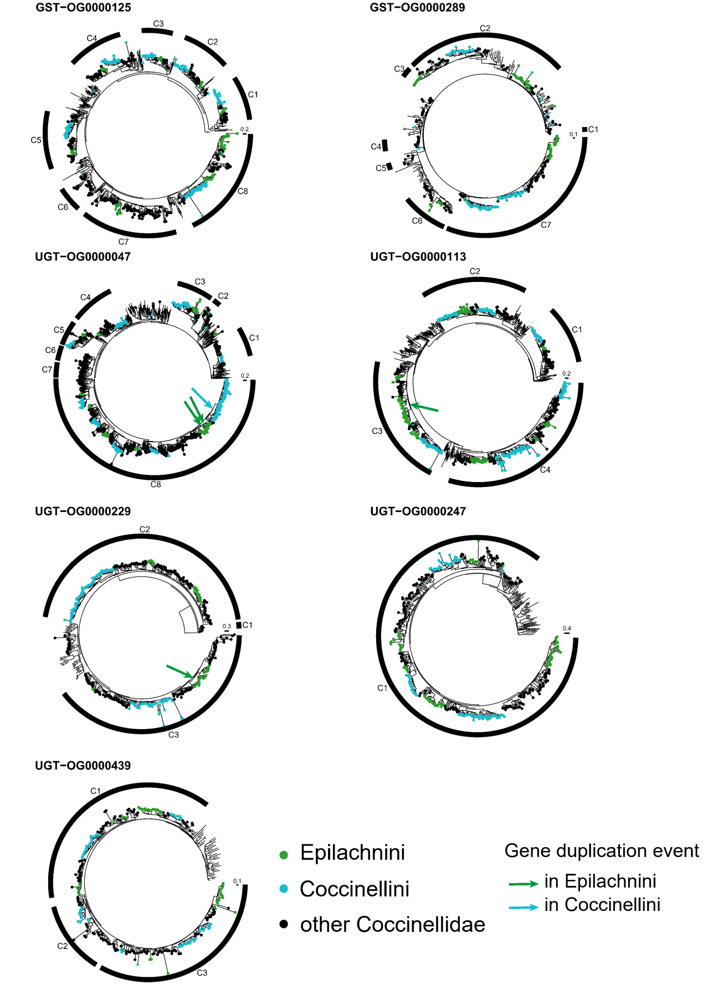 GST−OG0000125
GST−OG0000289
C3
C4
C2
C1
C5
0.2
C8
C6
C7
C2
C3
C1
0.1
C4
C5
C6
C7
UGT−OG0000047
UGT−OG0000113
C3
C2
C4
C5
C1
C6
C7
0.2
C8
C2
C1
0.2
C3
C4
UGT−OG0000229
UGT−OG0000247
C2
0.3
C1
C3
0.4
C1
UGT−OG0000439
C1
0.1
C2
C3
Epilachnini
Coccinellini
other Coccinellidae
Gene duplication event
in Epilachnini
in Coccinellini